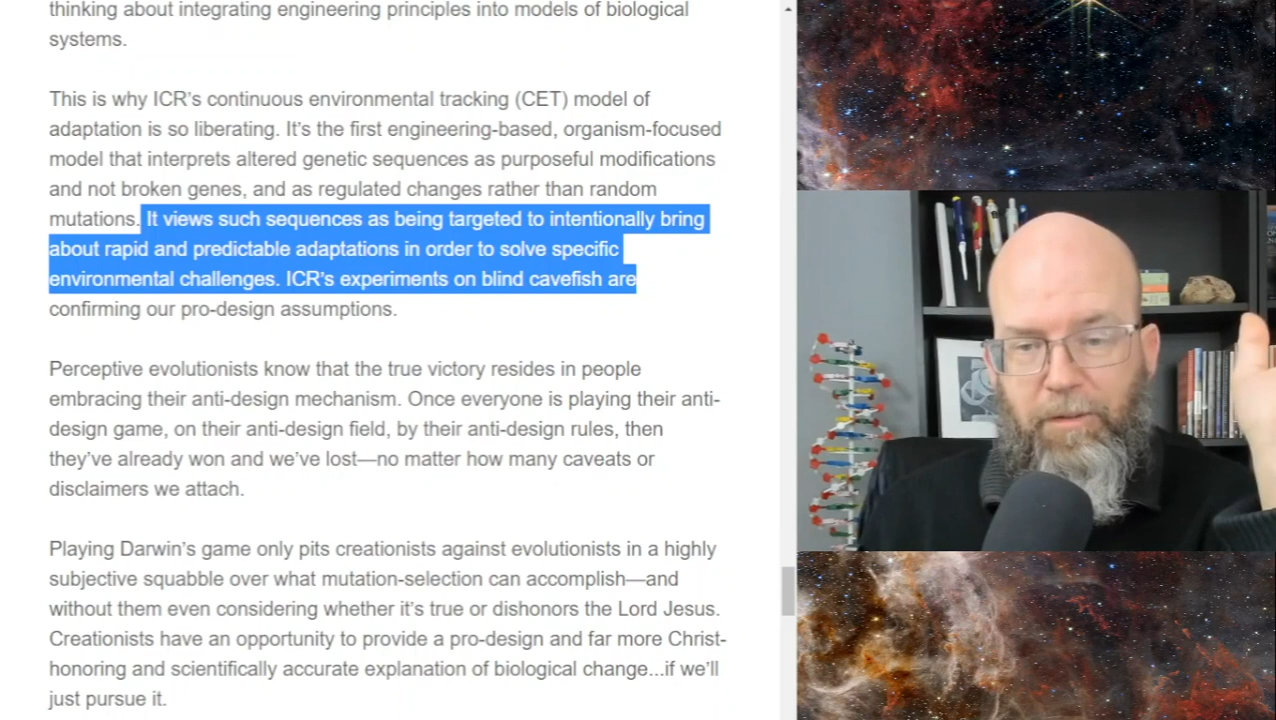 thinking about integrating engineering principles into models of biological
systems.
This is why ICR's continuous environmental tracking (CET) model of
adaptation is so liberating. It's the first engineering-based, organism-focused
model that interprets altered genetic sequences as purposeful modifications
and not broken genes, and as regulated changes rather than random
mutations. It views such sequences as being targeted to intentionally bring
about rapid and predictable adaptations in order to solve specific
environmental challenges. ICR's experiments on blind cavefish are
confirming our pro-design assumptions.
Perceptive evolutionists know that the true victory resides in people
embracing their anti-design mechanism. Once everyone is playing their anti-
design game, on their anti-design field, by their anti-design rules, then
they've already won and we've lost—no matter how many caveats or
disclaimers we attach.
Playing Darwin's game only pits creationists against evolutionists in a highly
subjective squabble over what mutation-selection can accomplish—and
without them even considering whether it's true or dishonors the Lord Jesus.
Creationists have an opportunity to provide a pro-design and far more Christ-
honoring and scientifically accurate explanation of biological change...if we'll
just pursue it.